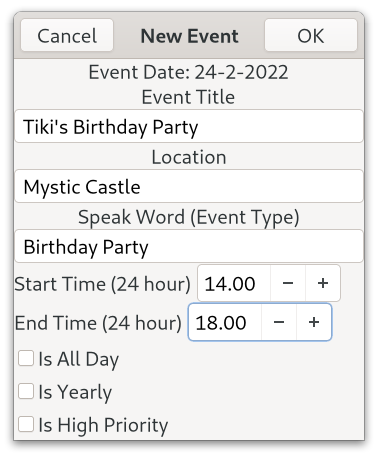 Cancel New Event OK
Event Date: 24-2-2022
Event Title
Tiki's Birthday Party
Location
Mystic Castle
Speak Word (Event Type)
Birthday Party
Start Time (24 hour) 14.00 − +
End Time (24 hour) 18.00 − +
Is All Day
Is Yearly
Is High Priority